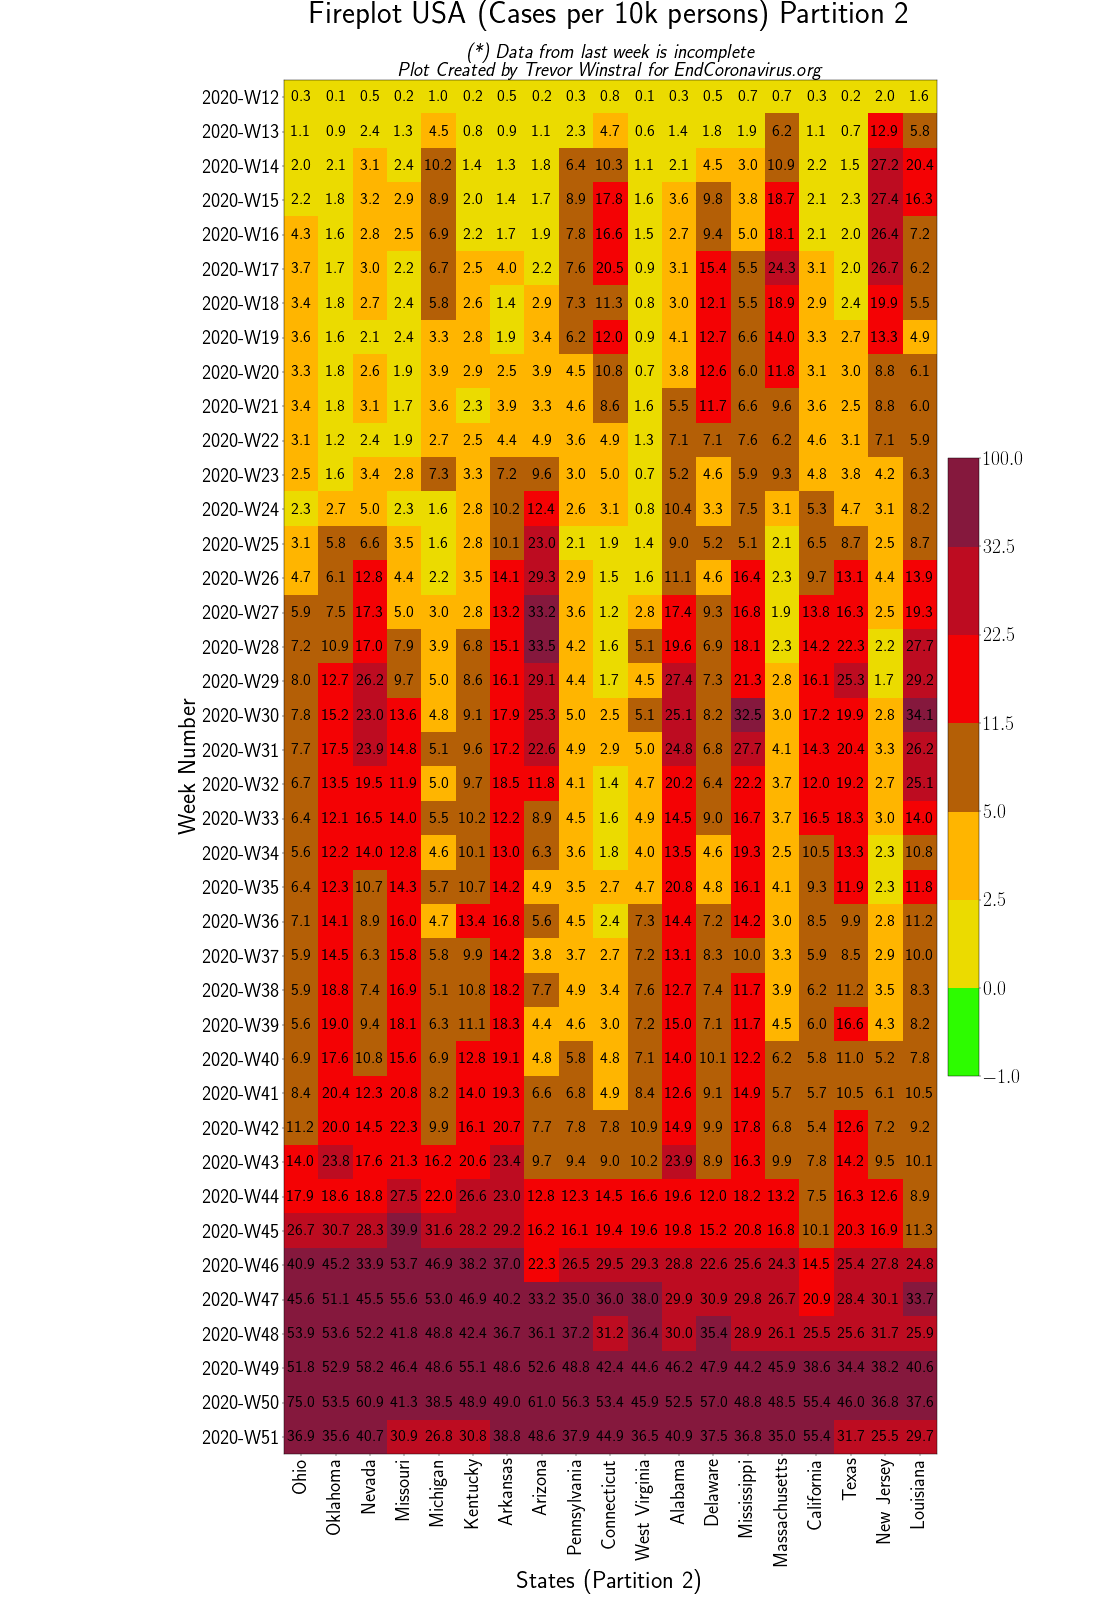 Fireplot USA (Cases per 10k persons) Partition 2
(*) Data from last week is incomplete
Plot Created by Trevor Winstral for EndCoronavirus.org
2020-W12 0.3 0.1 0.5 0.2 1.0 0.2 0.5 0.2 0.3 0.8 0.1 0.3 0.5 0.7 0.7 0.3 0.2 2.0 1.6
2020-W13 1.1 0.9 2.4 1.3 4.5 0.8 0.9 1.1 2.3 4.7 0.6 1.4 1.8 1.9 6.2 1.1 0.7 12.9 5.8
2020-W14 2.0 2.1 3.1 2.4 10.2 1.4 1.3 1.8 6.4 10.3 1.1 2.1 4.5 3.0 10.9 2.2 1.5 27.2 20.4
2020-W15 2.2 1.8 3.2 2.9 8.9 2.0 1.4 1.7 8.9 17.8 1.6 3.6 9.8 3.8 18.7 2.1 2.3 27.4 16.3
2020-W16 4.3 1.6 2.8 2.5 6.9 2.2 1.7 1.9 7.8 16.6 1.5 2.7 9.4 5.0 18.1 2.1 2.0 26.4 7.2
2020-W17 3.7 1.7 3.0 2.2 6.7 2.5 4.0 2.2 7.6 20.5 0.9 3.1 15.4 5.5 24.3 3.1 2.0 26.7 6.2
2020-W18 3.4 1.8 2.7 2.4 5.8 2.6 1.4 2.9 7.3 11.3 0.8 3.0 12.1 5.5 18.9 2.9 2.4 19.9 5.5
2020-W19 3.6 1.6 2.1 2.4 3.3 2.8 1.9 3.4 6.2 12.0 0.9 4.1 12.7 6.6 14.0 3.3 2.7 13.3 4.9
2020-W20 3.3 1.8 2.6 1.9 3.9 2.9 2.5 3.9 4.5 10.8 0.7 3.8 12.6 6.0 11.8 3.1 3.0 8.8 6.1
2020-W21 3.4 1.8 3.1 1.7 3.6 2.3 3.9 3.3 4.6 8.6 1.6 5.5 11.7 6.6 9.6 3.6 2.5 8.8 6.0
2020-W22 3.1 1.2 2.4 1.9 2.7 2.5 4.4 4.9 3.6 4.9 1.3 7.1 7.1 7.6 6.2 4.6 3.1 7.1 5.9
2020-W23 2.5 1.6 3.4 2.8 7.3 3.3 7.2 9.6 3.0 5.0 0.7 5.2 4.6 5.9 9.3 4.8 3.8 4.2 6.3
2020-W24 2.3 2.7 5.0 2.3 1.6 2.8 10.2 12.4 2.6 3.1 0.8 10.4 3.3 7.5 3.1 5.3 4.7 3.1 8.2
2020-W25 3.1 5.8 6.6 3.5 1.6 2.8 10.1 23.0 2.1 1.9 1.4 9.0 5.2 5.1 2.1 6.5 8.7 2.5 8.7
2020-W26 4.7 6.1 12.8 4.4 2.2 3.5 14.1 29.3 2.9 1.5 1.6 11.1 4.6 16.4 2.3 9.7 13.1 4.4 13.9
2020-W27 5.9 7.5 17.3 5.0 3.0 2.8 13.2 33.2 3.6 1.2 2.8 17.4 9.3 16.8 1.9 13.8 16.3 2.5 19.3
2020-W28 7.2 10.9 17.0 7.9 3.9 6.8 15.1 33.5 4.2 1.6 5.1 19.6 6.9 18.1 2.3 14.2 22.3 2.2 27.7
2020-W29 8.0 12.7 26.2 9.7 5.0 8.6 16.1 29.1 4.4 1.7 4.5 27.4 7.3 21.3 2.8 16.1 25.3 1.7 29.2
2020-W30 7.8 15.2 23.0 13.6 4.8 9.1 17.9 25.3 5.0 2.5 5.1 25.1 8.2 32.5 3.0 17.2 19.9 2.8 34.1
2020-W31 7.7 17.5 23.9 14.8 5.1 9.6 17.2 22.6 4.9 2.9 5.0 24.8 6.8 27.7 4.1 14.3 20.4 3.3 26.2
2020-W32 6.7 13.5 19.5 11.9 5.0 9.7 18.5 11.8 4.1 1.4 4.7 20.2 6.4 22.2 3.7 12.0 19.2 2.7 25.1
2020-W33 6.4 12.1 16.5 14.0 5.5 10.2 12.2 8.9 4.5 1.6 4.9 14.5 9.0 16.7 3.7 16.5 18.3 3.0 14.0
2020-W34 5.6 12.2 14.0 12.8 4.6 10.1 13.0 6.3 3.6 1.8 4.0 13.5 4.6 19.3 2.5 10.5 13.3 2.3 10.8
2020-W35 6.4 12.3 10.7 14.3 5.7 10.7 14.2 4.9 3.5 2.7 4.7 20.8 4.8 16.1 4.1 9.3 11.9 2.3 11.8
2020-W36 7.1 14.1 8.9 16.0 4.7 13.4 16.8 5.6 4.5 2.4 7.3 14.4 7.2 14.2 3.0 8.5 9.9 2.8 11.2
2020-W37 5.9 14.5 6.3 15.8 5.8 9.9 14.2 3.8 3.7 2.7 7.2 13.1 8.3 10.0 3.3 5.9 8.5 2.9 10.0
2020-W38 5.9 18.8 7.4 16.9 5.1 10.8 18.2 7.7 4.9 3.4 7.6 12.7 7.4 11.7 3.9 6.2 11.2 3.5 8.3
2020-W39 5.6 19.0 9.4 18.1 6.3 11.1 18.3 4.4 4.6 3.0 7.2 15.0 7.1 11.7 4.5 6.0 16.6 4.3 8.2
2020-W40 6.9 17.6 10.8 15.6 6.9 12.8 19.1 4.8 5.8 4.8 7.1 14.0 10.1 12.2 6.2 5.8 11.0 5.2 7.8
2020-W41 8.4 20.4 12.3 20.8 8.2 14.0 19.3 6.6 6.8 4.9 8.4 12.6 9.1 14.9 5.7 5.7 10.5 6.1 10.5
2020-W42 11.2 20.0 14.5 22.3 9.9 16.1 20.7 7.7 7.8 7.8 10.9 14.9 9.9 17.8 6.8 5.4 12.6 7.2 9.2
2020-W43 14.0 23.8 17.6 21.3 16.2 20.6 23.4 9.7 9.4 9.0 10.2 23.9 8.9 16.3 9.9 7.8 14.2 9.5 10.1
2020-W44 17.9 18.6 18.8 27.5 22.0 26.6 23.0 12.8 12.3 14.5 16.6 19.6 12.0 18.2 13.2 7.5 16.3 12.6 8.9
2020-W45 26.7 30.7 28.3 39.9 31.6 28.2 29.2 16.2 16.1 19.4 19.6 19.8 15.2 20.8 16.8 10.1 20.3 16.9 11.3
2020-W46 40.9 45.2 33.9 53.7 46.9 38.2 37.0 22.3 26.5 29.5 29.3 28.8 22.6 25.6 24.3 14.5 25.4 27.8 24.8
2020-W47 45.6 51.1 45.5 55.6 53.0 46.9 40.2 33.2 35.0 36.0 38.0 29.9 30.9 29.8 26.7 20.9 28.4 30.1 33.7
2020-W48 53.9 53.6 52.2 41.8 48.8 42.4 36.7 36.1 37.2 31.2 36.4 30.0 35.4 28.9 26.1 25.5 25.6 31.7 25.9
2020-W49 51.8 52.9 58.2 46.4 48.6 55.1 48.6 52.6 48.8 42.4 44.6 46.2 47.9 44.2 45.9 38.6 34.4 38.2 40.6
2020-W50 75.0 53.5 60.9 41.3 38.5 48.9 49.0 61.0 56.3 53.4 45.9 52.5 57.0 48.8 48.5 55.4 46.0 36.8 37.6
2020-W51 36.9 35.6 40.7 30.9 26.8 30.8 38.8 48.6 37.9 44.9 36.5 40.9 37.5 36.8 35.0 55.4 31.7 25.5 29.7
Week Number
Ohio
Oklahoma
Nevada
Missouri
Michigan
Kentucky
Arkansas
Arizona
Pennsylvania
Connecticut
West Virginia
Alabama
Delaware
Mississippi
Massachusetts
California
Texas
New Jersey
Louisiana
States (Partition 2)
100.0
32.5
22.5
11.5
5.0
2.5
0.0
−1.0